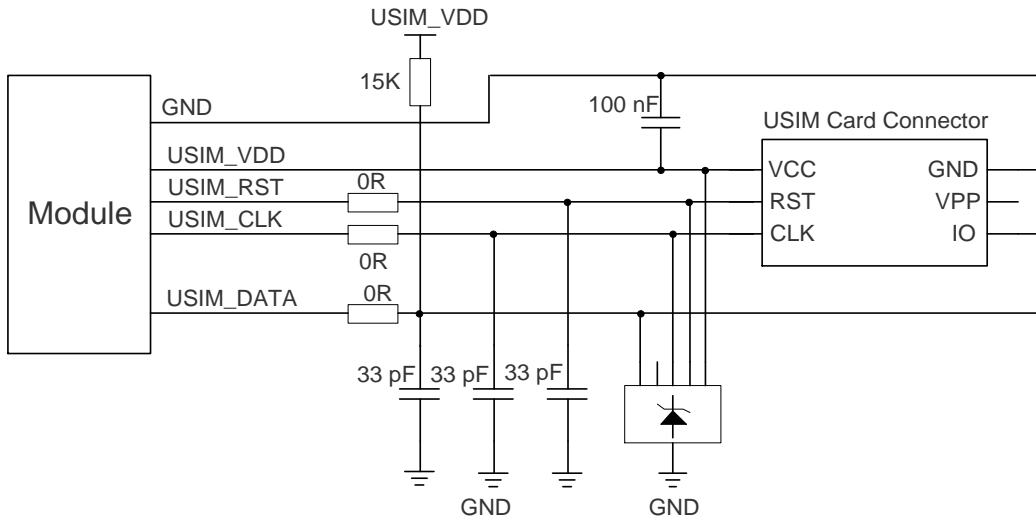 USIM_VDD
15K
GND
100 nF
USIM Card Connector
USIM_VDD
VCC
GND
USIM_RST
0R
RST
VPP
Module
USIM_CLK
CLK
IO
0R
USIM_DATA
0R
33 pF
33 pF
33 pF
GND
GND